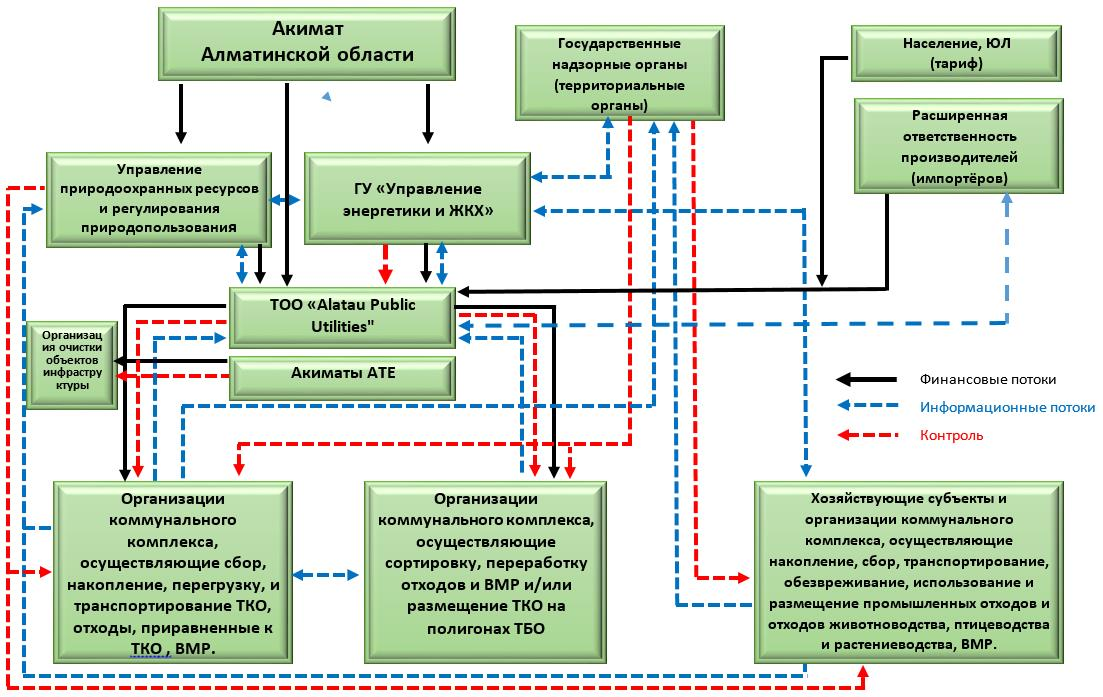 Акимат
Алматинской области
Государственные
надзорные органы
(территориальные
органы)
Население, ЮЛ
(тариф)
Расширенная
ответственность
производителей
(импортёров)
Управление
природоохранных ресурсов
и регулирования
природопользования
ГУ «Управление
энергетики и ЖКХ»
ТОО «Alatau Public
Utilities"
Организац
ия очистки
объектов
инфрастру
ктуры
Акиматы АТЕ
Финансовые потоки
Информационные потоки
Контроль
Организации
коммунального
комплекса,
осуществляющие сбор,
накопление, перегрузку, и
транспортирование ТКО,
отходы, приравненные к
ТКО , ВМР.
Организации
коммунального комплекса,
осуществляющие
сортировку, переработку
отходов и ВМР и/или
размещение ТКО на
полигонах ТБО
Хозяйствующие субъекты и
организации коммунального
комплекса, осуществляющие
накопление, сбор, транспортирование,
обезвреживание, использование и
размещение промышленных отходов и
отходов животноводства, птицеводства
и растениеводства, ВМР.